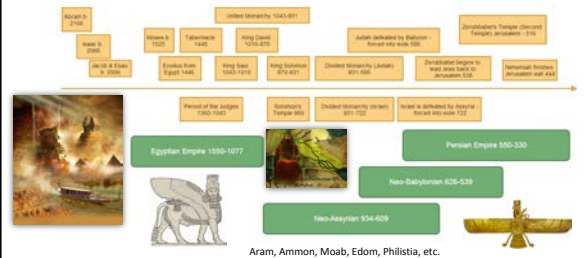 Abram b.
2166
Isaac b.
2066
Jacob & Esau
b. 2006
Moses b.
1525
Tabernacle
1445
Exodus from
Egypt 1446
United Monarchy 1043-931
King David
1010-970
King Saul
1043-1010
King Solomon
970-931
Judah defeated by Babylon -
forced into exile 586
Divided Monarchy (Judah)
931-586
Zerubbabel's Temple (Second
Temple) Jerusalem - 516
Zerubbabel begins to
lead Jews back to
Jerusalem 538
Nehemiah finishes
Jerusalem wall 444
Period of the Judges
Solomon's
Temple 966
Divided Monarchy (Israel)
931-722
Israel is defeated by Assyria -
forced into exile 722
Egyptian Empire 1550-1077
Persian Empire 550-330
Neo-Babylonian 626-539
Neo-Assyrian 934-609
Aram, Ammon, Moab, Edom, Philistia, etc.